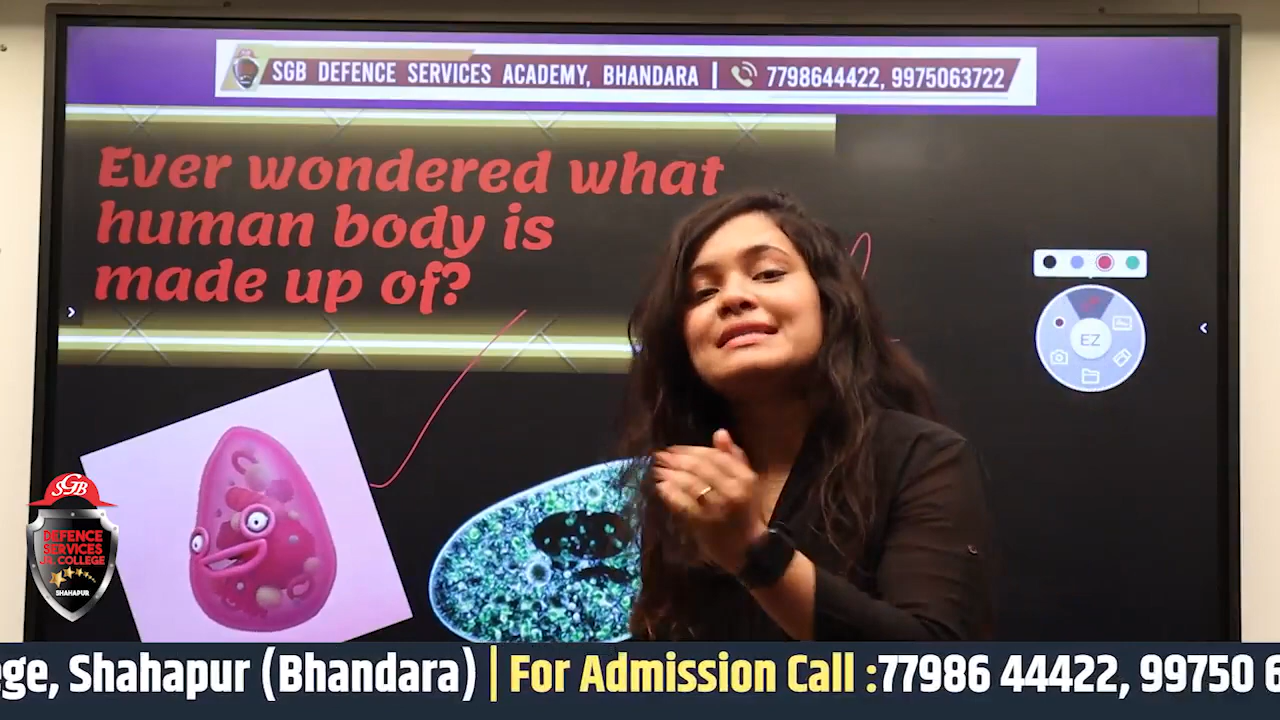 SGB DEFENCE SERVICES ACADEMY, BHANDARA | 7798644422, 9975063722
Ever wondered what
human body is
made up of?
EZ
SGB
DEFENCE
SERVICES
COLLEGE
SHAHAPUR
ege, Shahapur (Bhandara) | For Admission Call :77986 44422, 99750 6